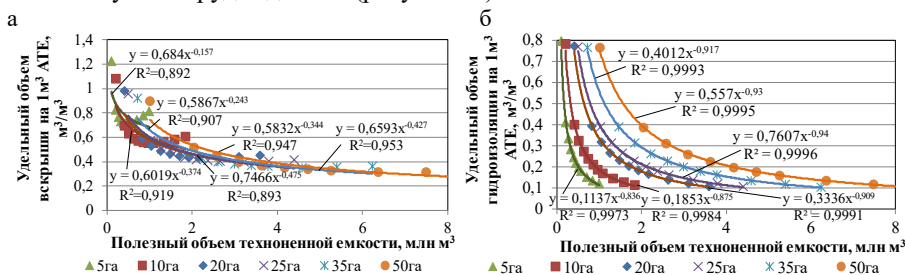 а
б
Удельный объем
вскрыши на 1м³ АТЕ,
м³/м³
1,4
1,2
1
0,8
0,6
0,4
0,2
0
y = 0,684x^-0,157
R²=0,892
y = 0,5867x^-0,243
R²=0,907
y = 0,5832x^-0,344
R²=0,947
y = 0,6593x^-0,427
R²=0,953
y = 0,6019x^-0,374
R²=0,919
y = 0,7466x^-0,475
R²=0,893
0 2 4 6 8
Полезный объем техноненной емкости, млн м³
5га 10га 20га 25га 35га 50га
Удельный объем
гидроизоляции на 1м³
АТЕ, м³/м³
0,8
0,7
0,6
0,5
0,4
0,3
0,2
0,1
0
y = 0,4012x^-0,917
R² = 0,9993
y = 0,557x^-0,93
R² = 0,9995
y = 0,7607x^-0,94
R² = 0,9996
y = 0,1137x^-0,836
R² = 0,9973
y = 0,1853x^-0,875
R² = 0,9984
y = 0,3336x^-0,909
R² = 0,9991
0 2 4 6 8
Полезный объем техноненной емкости, млн м³
5га 10га 20га 25га 35га 50га